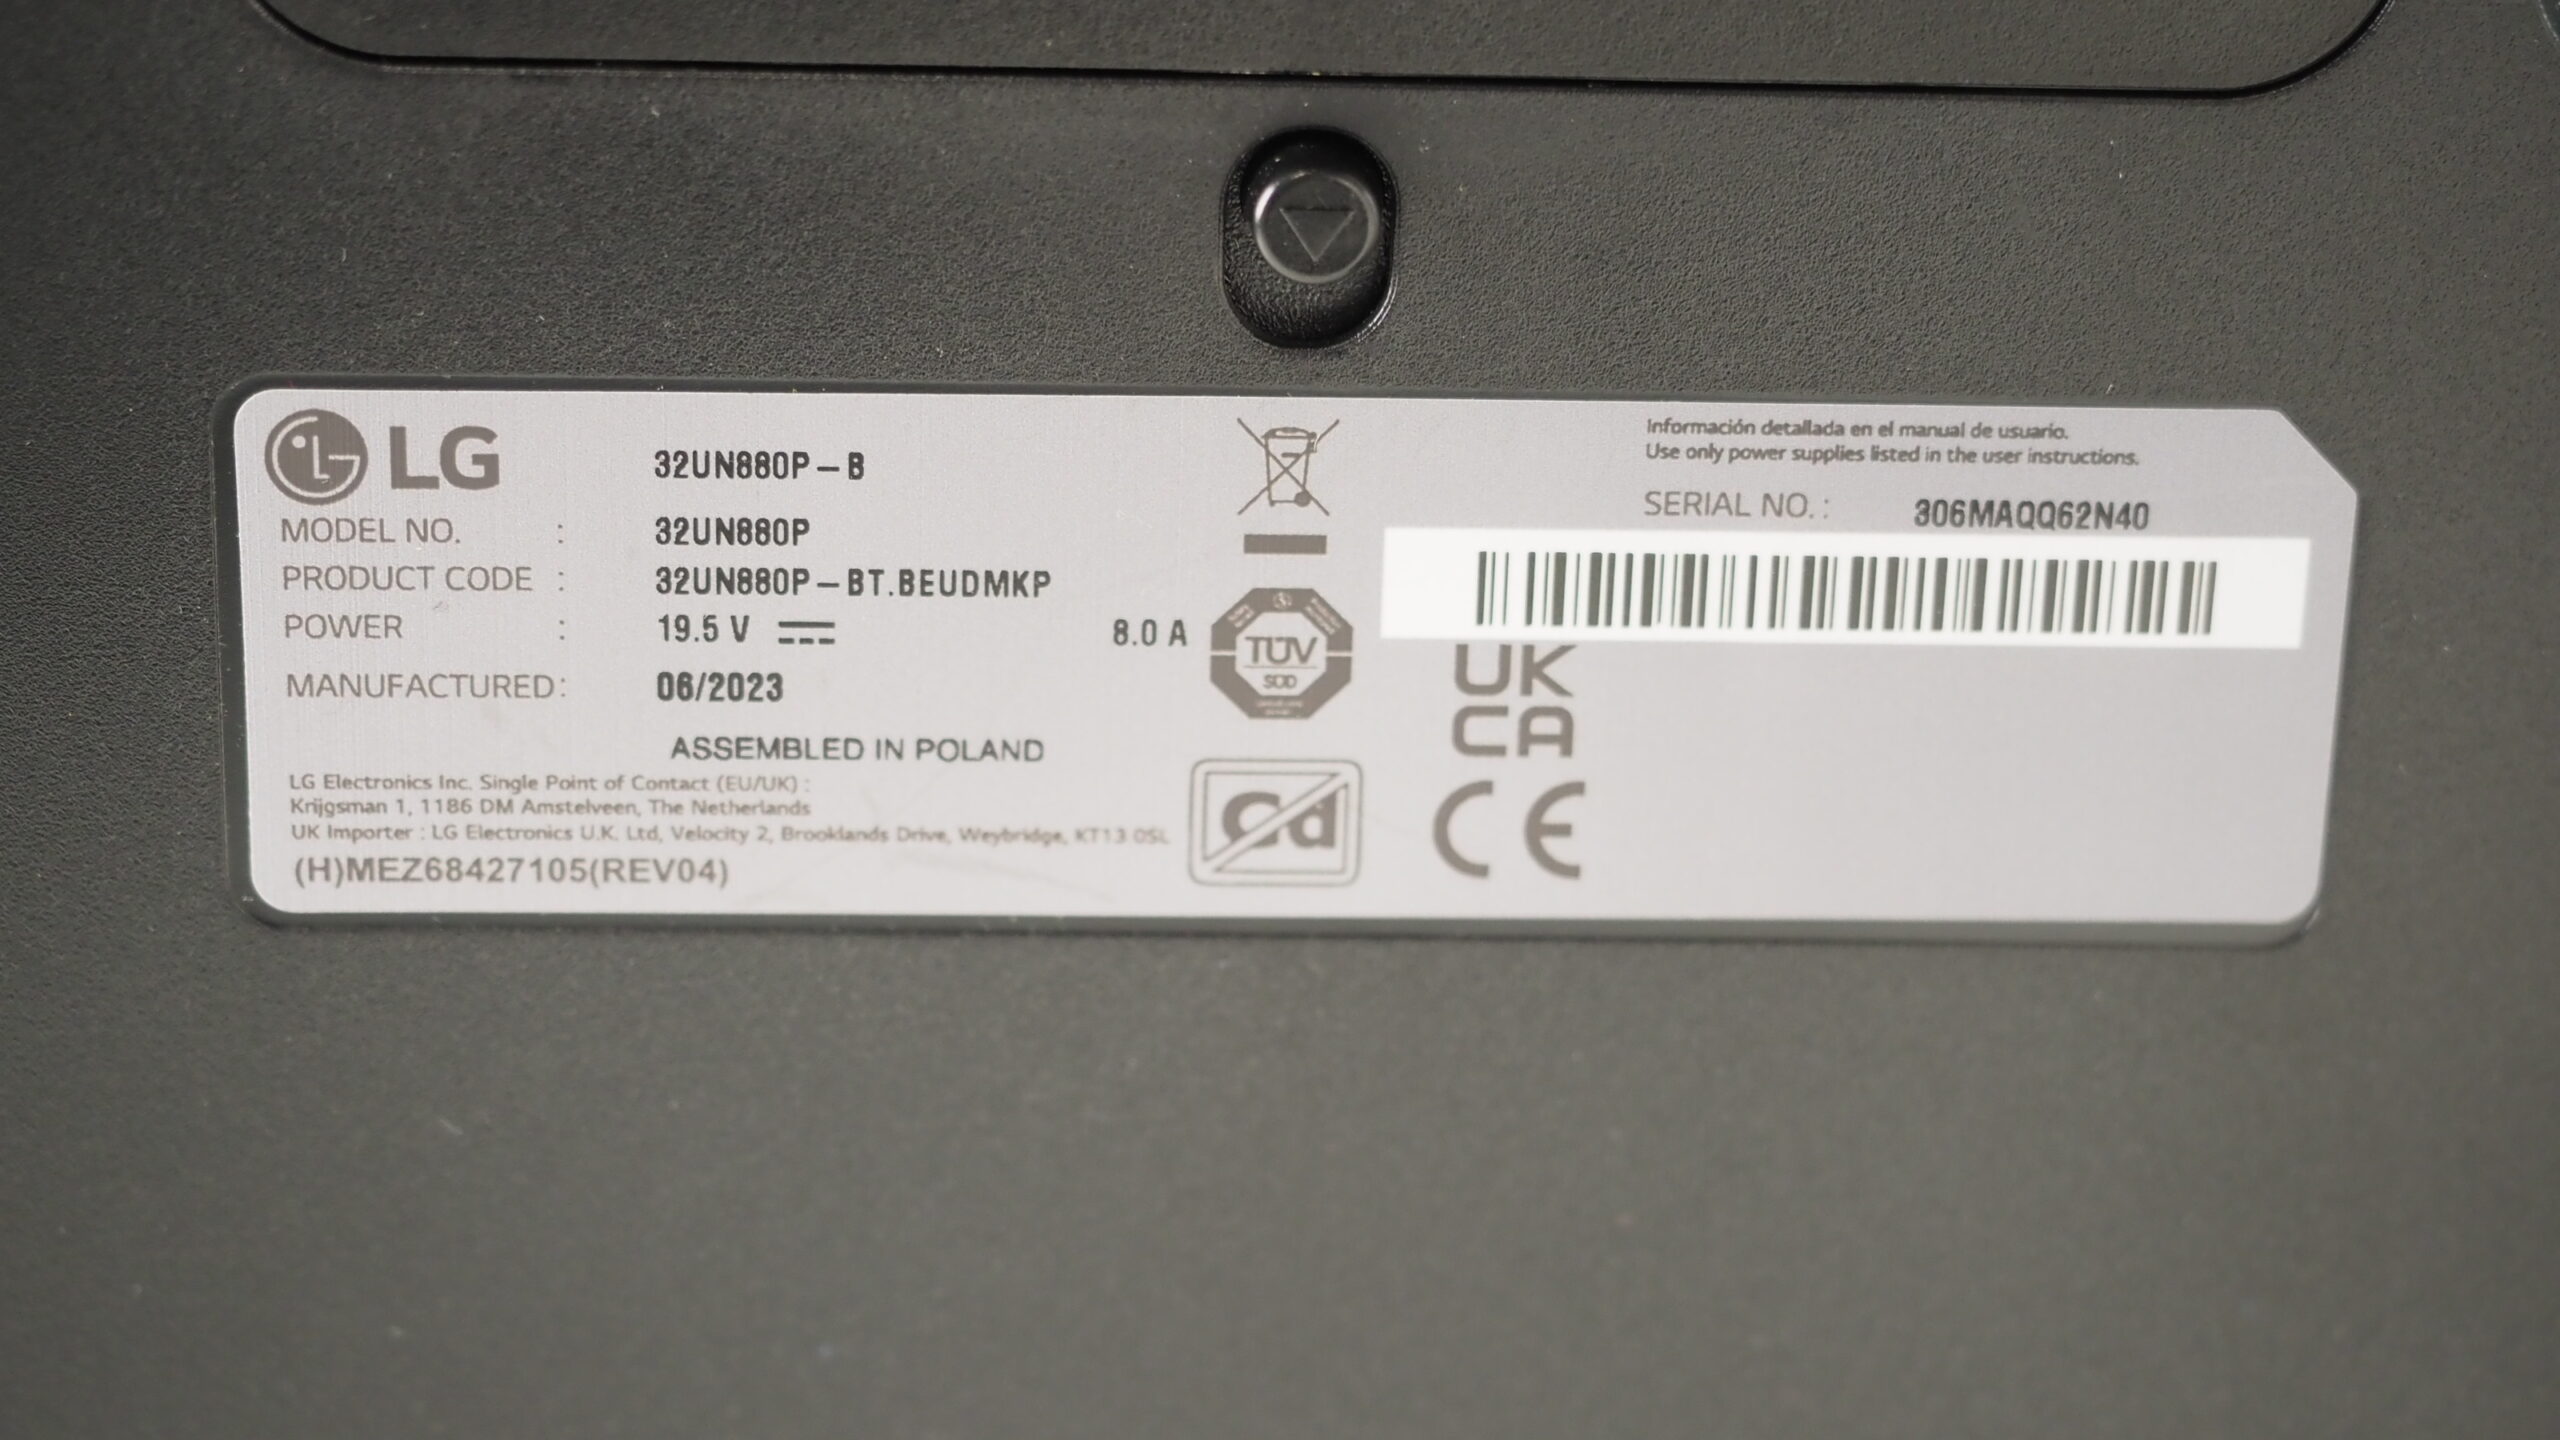 LG
32UN880P-B
MODEL NO. : 32UN880P
PRODUCT CODE : 32UN880P-BT.BEUDMKP
POWER : 19.5 V 8.0 A
MANUFACTURED: 06/2023
ASSEMBLED IN POLAND
LG Electronics Inc. Single Point of Contact (EU/UK) :
Krijgsman 1, 1186 DM Amstelveen, The Netherlands
UK Importer : LG Electronics U.K. Ltd, Velocity 2, Brooklands Drive, Weybridge, KT13 0SL
(H)MEZ68427105(REV04)
TÜV
SÜD
Cd
Información detallada en el manual de usuario.
Use only power supplies listed in the user instructions.
SERIAL NO. : 306MAQQ62N40
UK
CA
CE